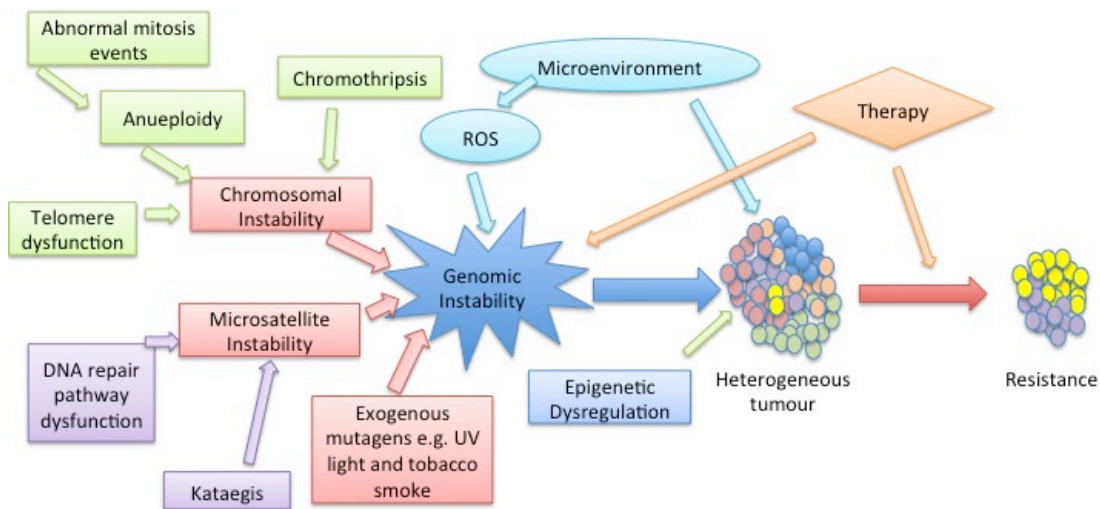 Abnormal mitosis
events
Chromothripsis
Microenvironment
Anueploidy
ROS
Therapy
Chromosomal
Instability
Telomere
dysfunction
Genomic
Instability
Microsatellite
Instability
DNA repair
pathway
dysfunction
Kataegis
Exogenous
mutagens e.g. UV
light and tobacco
smoke
Epigenetic
Dysregulation
Heterogeneous
tumour
Resistance